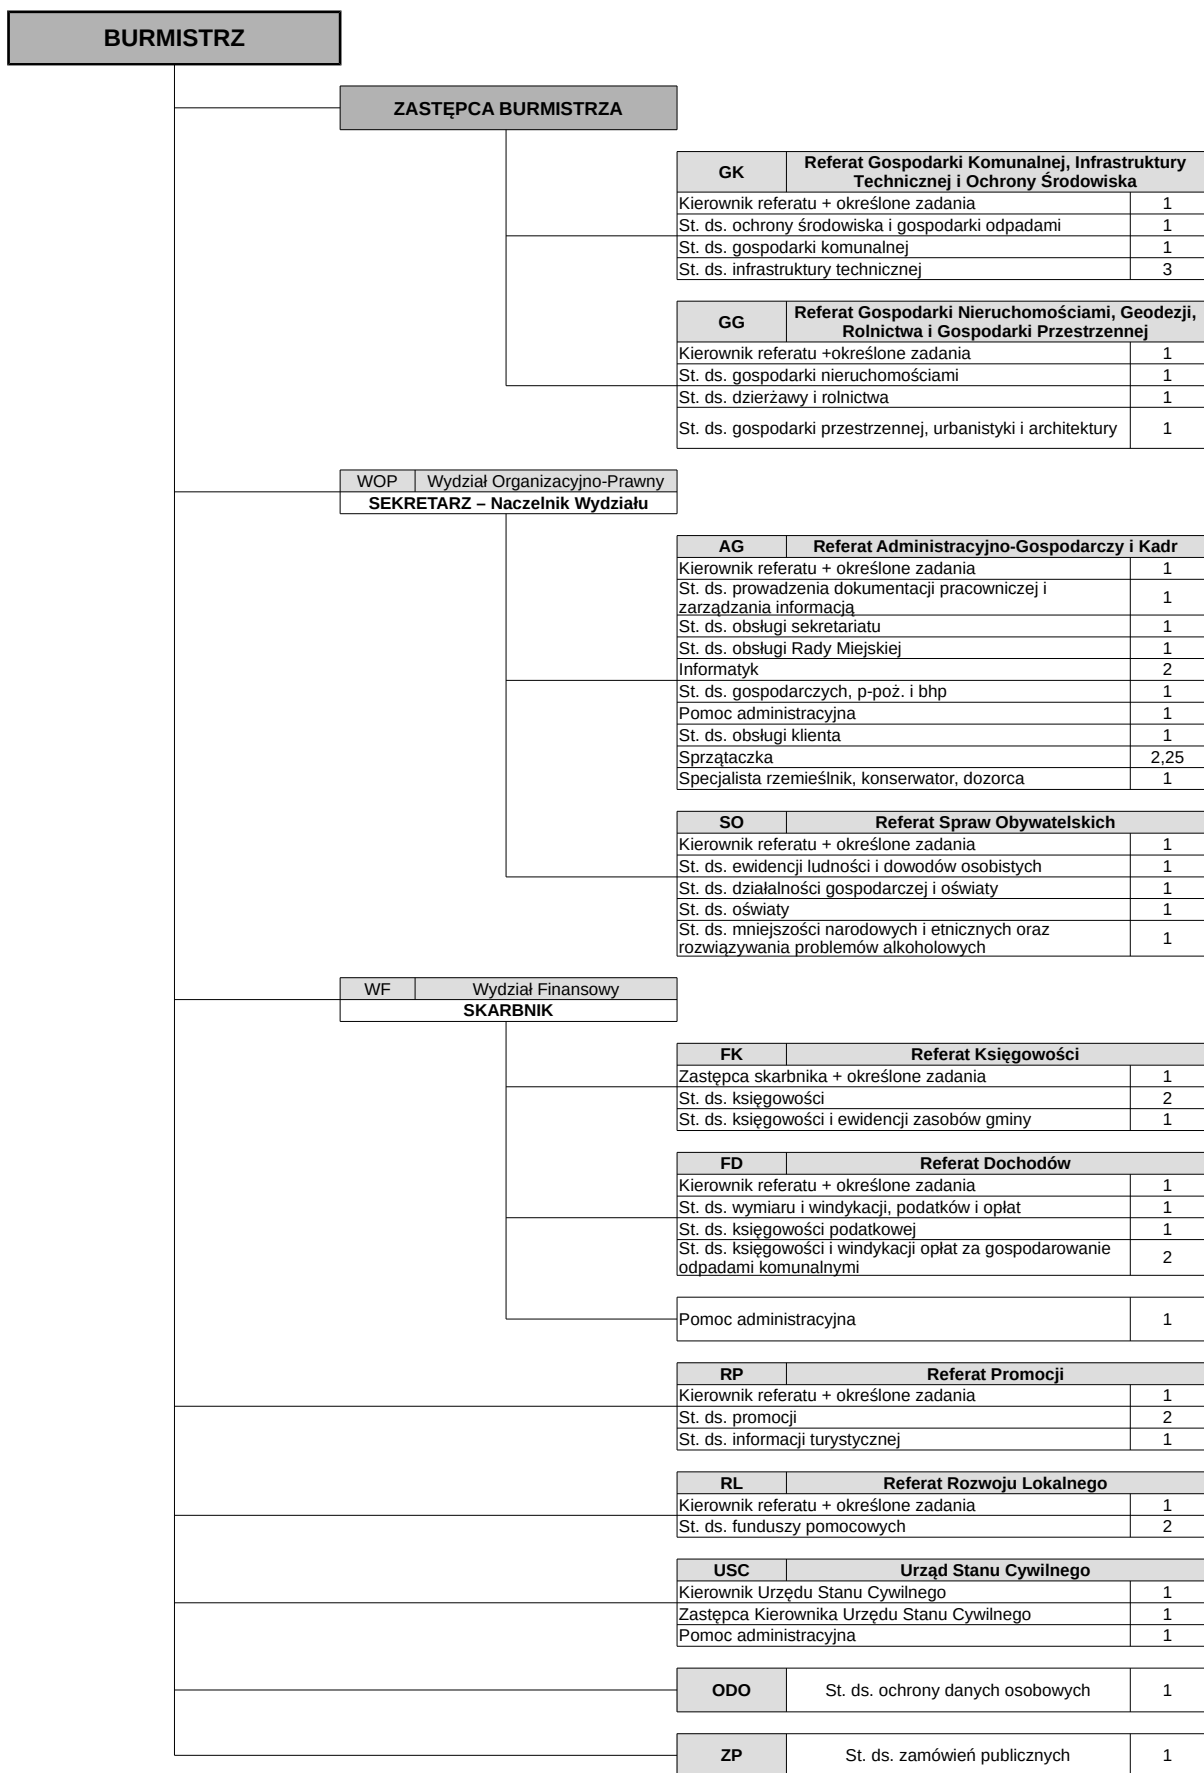 BURMISTRZ
ZASTĘPCA BURMISTRZA
GK Referat Gospodarki Komunalnej, Infrastruktury
Technicznej i Ochrony Środowiska
Kierownik referatu + określone zadania 1
St. ds. ochrony środowiska i gospodarki odpadami 1
St. ds. gospodarki komunalnej 1
St. ds. infrastruktury technicznej 3
GG Referat Gospodarki Nieruchomościami, Geodezji,
Rolnictwa i Gospodarki Przestrzennej
Kierownik referatu +określone zadania 1
St. ds. gospodarki nieruchomościami 1
St. ds. dzierżawy i rolnictwa 1
St. ds. gospodarki przestrzennej, urbanistyki i architektury 1
WOP Wydział Organizacyjno-Prawny
SEKRETARZ – Naczelnik Wydziału
AG Referat Administracyjno-Gospodarczy i Kadr
Kierownik referatu + określone zadania 1
St. ds. prowadzenia dokumentacji pracowniczej i
zarządzania informacją 1
St. ds. obsługi sekretariatu 1
St. ds. obsługi Rady Miejskiej 1
Informatyk 2
St. ds. gospodarczych, p-poż. i bhp 1
Pomoc administracyjna 1
St. ds. obsługi klienta 1
Sprzątaczka 2,25
Specjalista rzemieślnik, konserwator, dozorca 1
SO Referat Spraw Obywatelskich
Kierownik referatu + określone zadania 1
St. ds. ewidencji ludności i dowodów osobistych 1
St. ds. działalności gospodarczej i oświaty 1
St. ds. oświaty 1
St. ds. mniejszości narodowych i etnicznych oraz
rozwiązywania problemów alkoholowych 1
WF Wydział Finansowy
SKARBNIK
FK Referat Księgowości
Zastępca skarbnika + określone zadania 1
St. ds. księgowości 2
St. ds. księgowości i ewidencji zasobów gminy 1
FD Referat Dochodów
Kierownik referatu + określone zadania 1
St. ds. wymiaru i windykacji, podatków i opłat 1
St. ds. księgowości podatkowej 1
St. ds. księgowości i windykacji opłat za gospodarowanie
odpadami komunalnymi 2
Pomoc administracyjna 1
RP Referat Promocji
Kierownik referatu + określone zadania 1
St. ds. promocji 2
St. ds. informacji turystycznej 1
RL Referat Rozwoju Lokalnego
Kierownik referatu + określone zadania 1
St. ds. funduszy pomocowych 2
USC Urząd Stanu Cywilnego
Kierownik Urzędu Stanu Cywilnego 1
Zastępca Kierownika Urzędu Stanu Cywilnego 1
Pomoc administracyjna 1
ODO St. ds. ochrony danych osobowych 1
ZP St. ds. zamówień publicznych 1